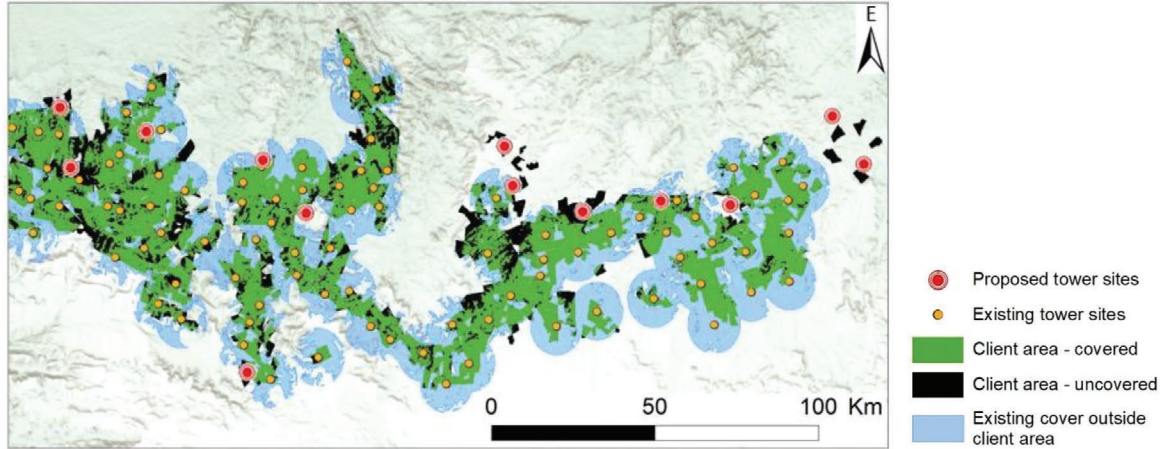 E
Proposed tower sites
Existing tower sites
Client area - covered
Client area - uncovered
Existing cover outside
client area
0 50 100 Km